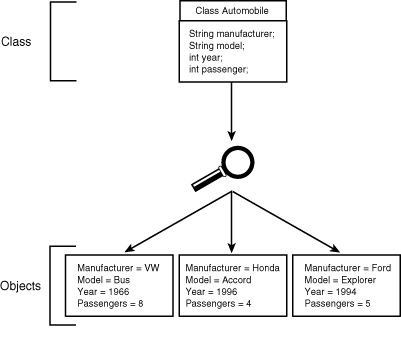 Class Automobile
Class
String manufacturer;
String model;
int year;
int passenger;
Objects
Manufacturer = VW
Model = Bus
Year = 1966
Passengers = 8
Manufacturer = Honda
Model = Accord
Year = 1996
Passengers = 4
Manufacturer = Ford
Model = Explorer
Year = 1994
Passengers = 5